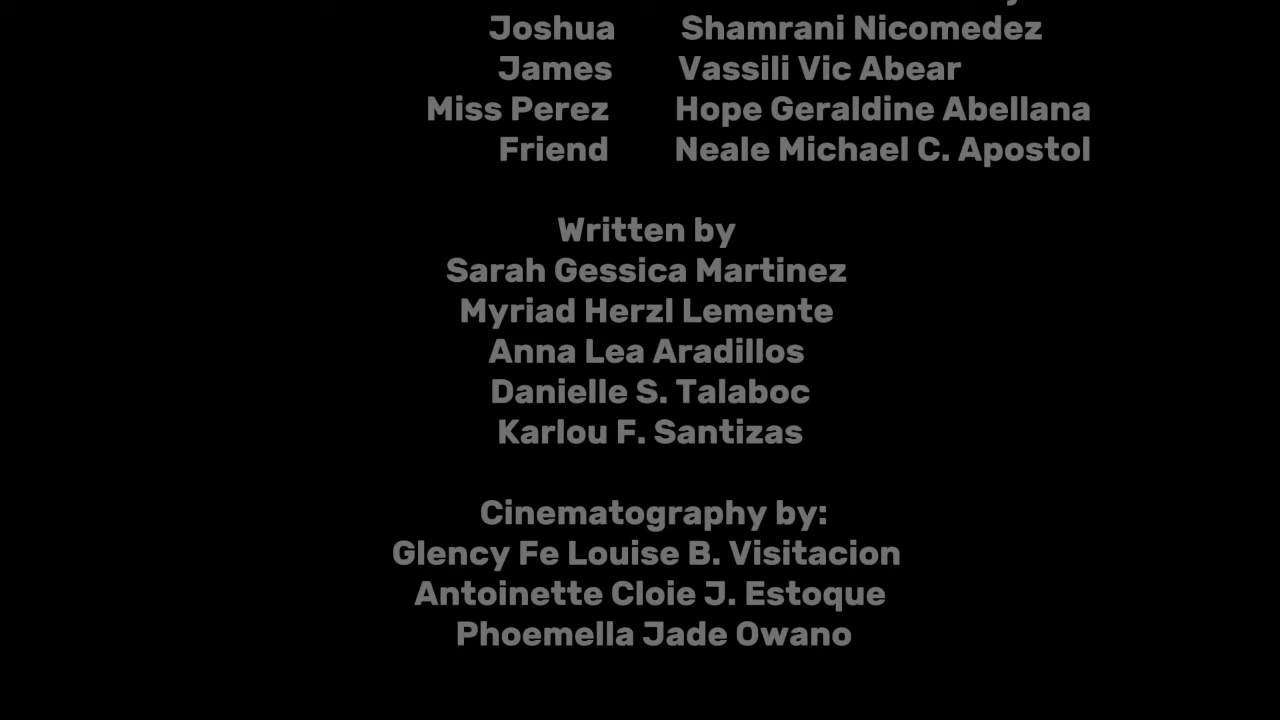 Joshua Shamrani Nicomedez
James Vassili Vic Abear
Miss Perez Hope Geraldine Abellana
Friend Neale Michael C. Apostol
Written by
Sarah Gessica Martinez
Myriad Herzl Lemente
Anna Lea Aradillos
Danielle S. Talaboc
Karlou F. Santizas
Cinematography by:
Glency Fe Louise B. Visitacion
Antoinette Cloie J. Estoque
Phoemella Jade Owano